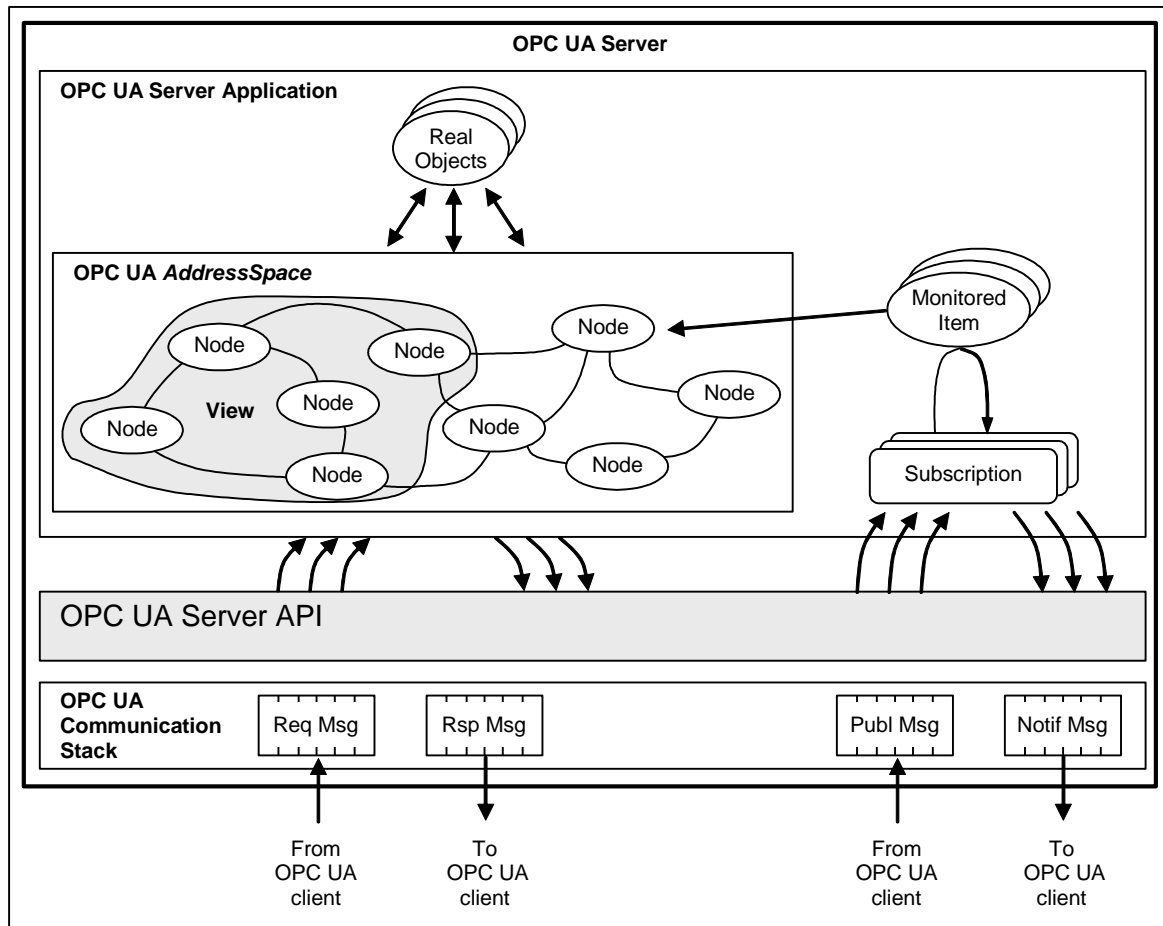 OPC UA Server
OPC UA Server Application
Real
Objects
OPC UA AddressSpace
Monitored
Item
Node
Node
Node
Node
Node
View
Node
Node
Node
Node
Subscription
OPC UA Server API
OPC UA
Communication
Stack
Req Msg
Rsp Msg
Publ Msg
Notif Msg
From
OPC UA
client
To
OPC UA
client
From
OPC UA
client
To
OPC UA
client